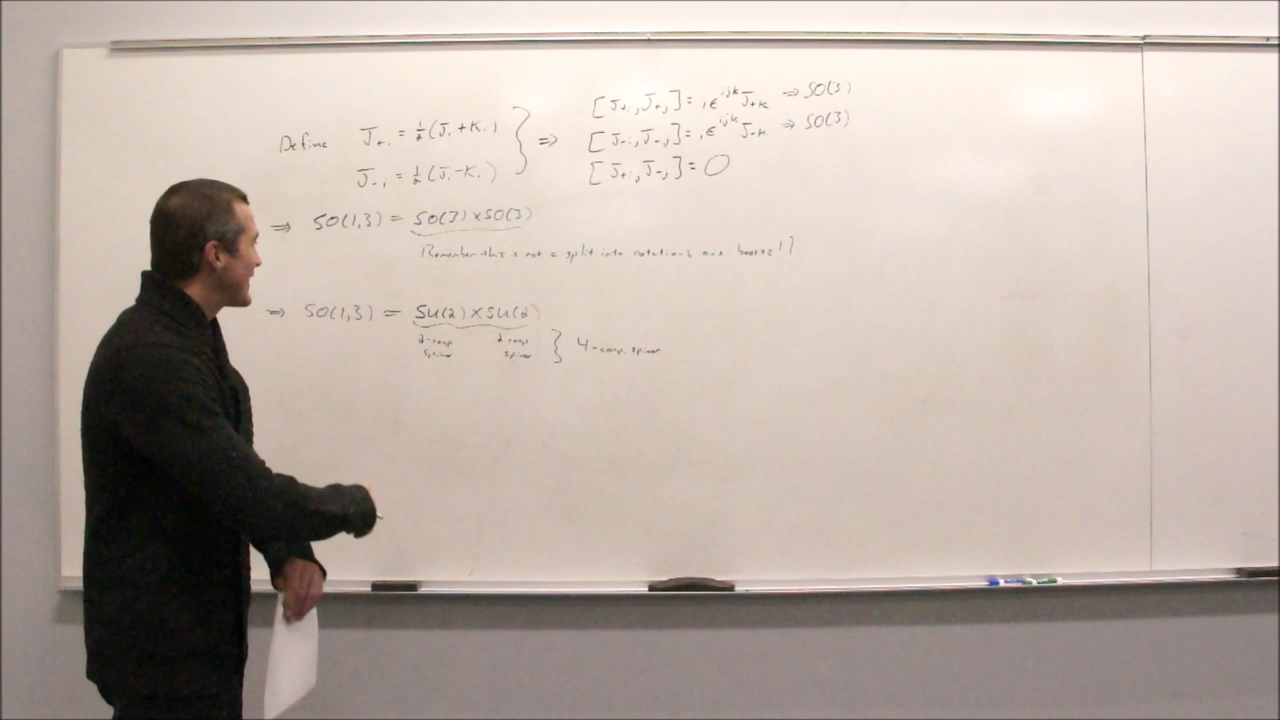 Define J₊ᵢ = ½(Jᵢ + Kᵢ)
J₋ᵢ = ½(Jᵢ - Kᵢ)
} ⇒
[J₊ᵢ, J₊ⱼ] = iϵ^{ijk} J₊ₖ ⇒ SO(3)
[J₋ᵢ, J₋ⱼ] = iϵ^{ijk} J₋ₖ ⇒ SO(3)
[J₊ᵢ, J₋ⱼ] = 0
⇒ SO(1,3) = SO(3) × SO(3)
Remember this is not a split into rotations and boosts!]
⇒ SO(1,3) = SU(2) × SU(2)
2-comp 2 comp
spinor spinor
} 4-comp. spinor